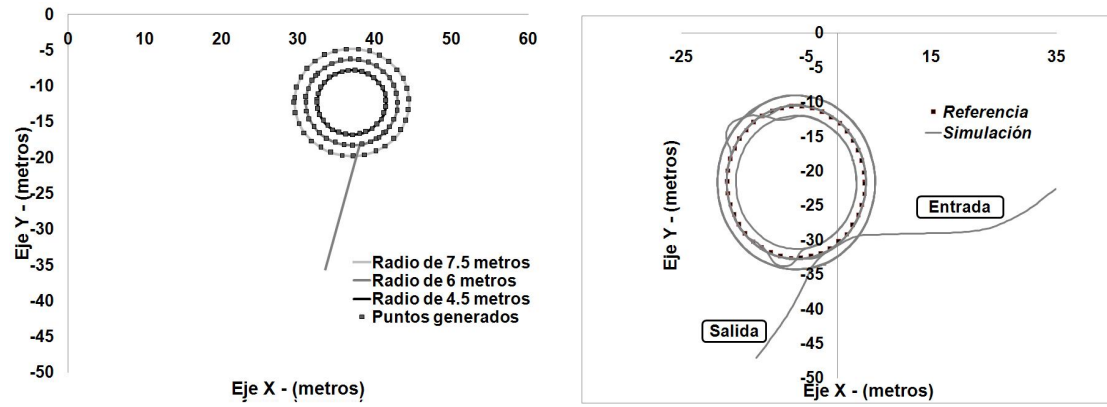 0
0
10
20
30
40
50
60
-5
-10
-15
-20
-25
-30
-35
-40
-45
-50
Eje Y - (metros)
Radio de 7.5 metros
Radio de 6 metros
Radio de 4.5 metros
Puntos generados
Eje X - (metros)
0
-25
-5
15
35
-5
-10
-15
-20
-25
-30
-35
-40
-45
-50
Eje Y - (metros)
Referencia
Simulación
Entrada
Salida
Eje X - (metros)